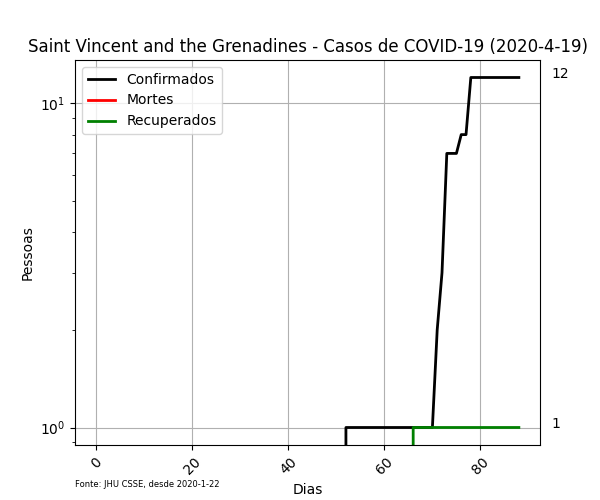 Saint Vincent and the Grenadines - Casos de COVID-19 (2020-4-19)
Confirmados
Mortes
Recuperados
12
10¹
Pessoas
1
10⁰
0 20 40 60 80
Fonte: JHU CSSE, desde 2020-1-22
Dias